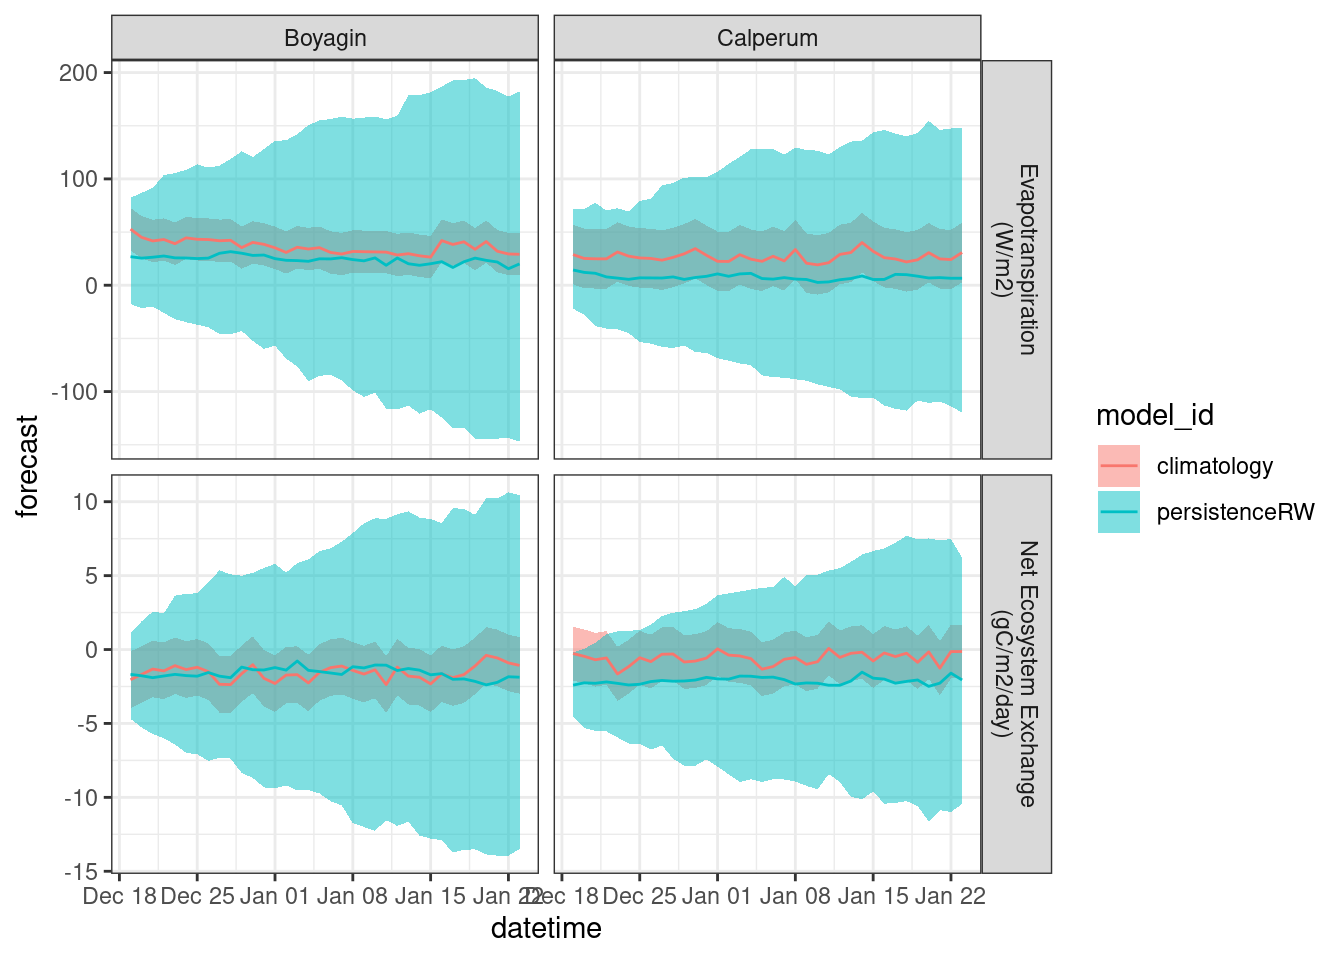 Boyagin
Calperum
200
100
0
-100
Evapotranspiration
(W/m2)
10
5
0
-5
-10
-15
Net Ecosystem Exchange
(gC/m2/day)
forecast
Dec 18 Dec 25 Jan 01 Jan 08 Jan 15 Jan 22
Dec 18 Dec 25 Jan 01 Jan 08 Jan 15 Jan 22
datetime
model_id
climatology
persistenceRW